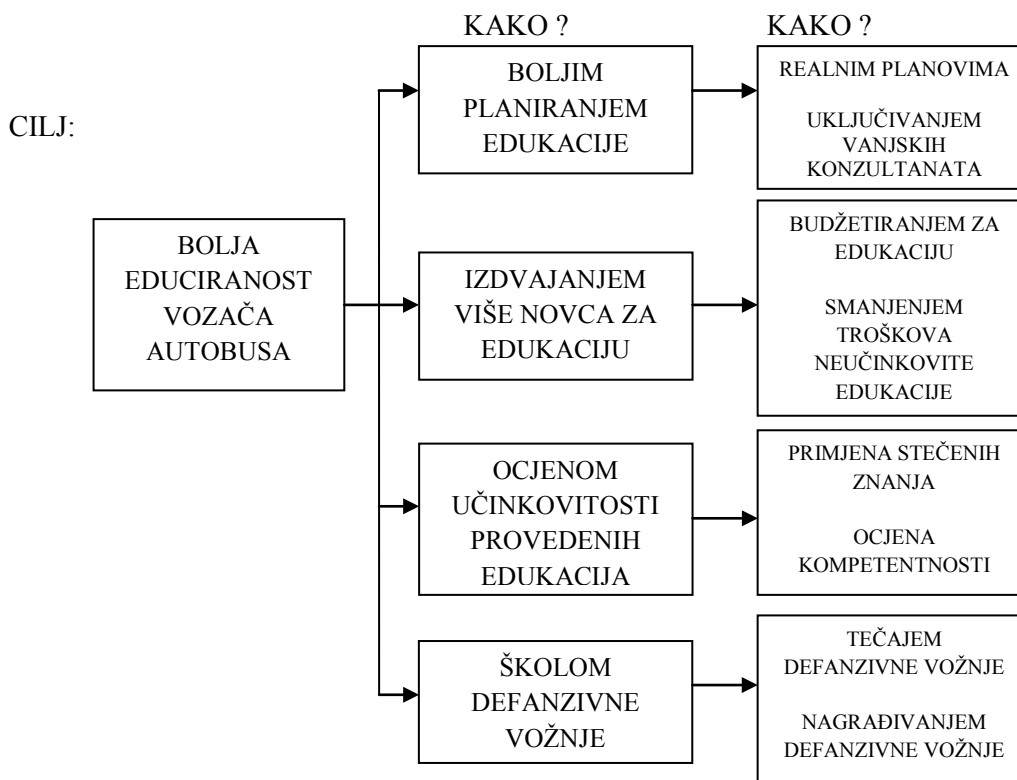 KAKO ?
KAKO ?
CILJ:
BOLJA
EDUCIRANOST
VOZAČA
AUTOBUSA
BOLJIM
PLANIRANJEM
EDUKACIJE
REALNIM PLANOVIMA
UKLJUČIVANJEM
VANJSKIH
KONZULTANATA
IZDVAJANJEM
VIŠE NOVCA ZA
EDUKACIJU
BUDŽETIRANJEM ZA
EDUKACIJU
SMANJENJEM
TROŠKOVA
NEUČINKOVITE
EDUKACIJE
OCJENOM
UČINKOVITOSTI
PROVEDENIH
EDUKACIJA
PRIMJENA STEČENIH
ZNANJA
OCJENA
KOMPETENTNOSTI
ŠKOLOM
DEFANZIVNE
VOŽNJE
TEČAJEM
DEFANZIVNE VOŽNJE
NAGRAĐIVANJEM
DEFANZIVNE VOŽNJE